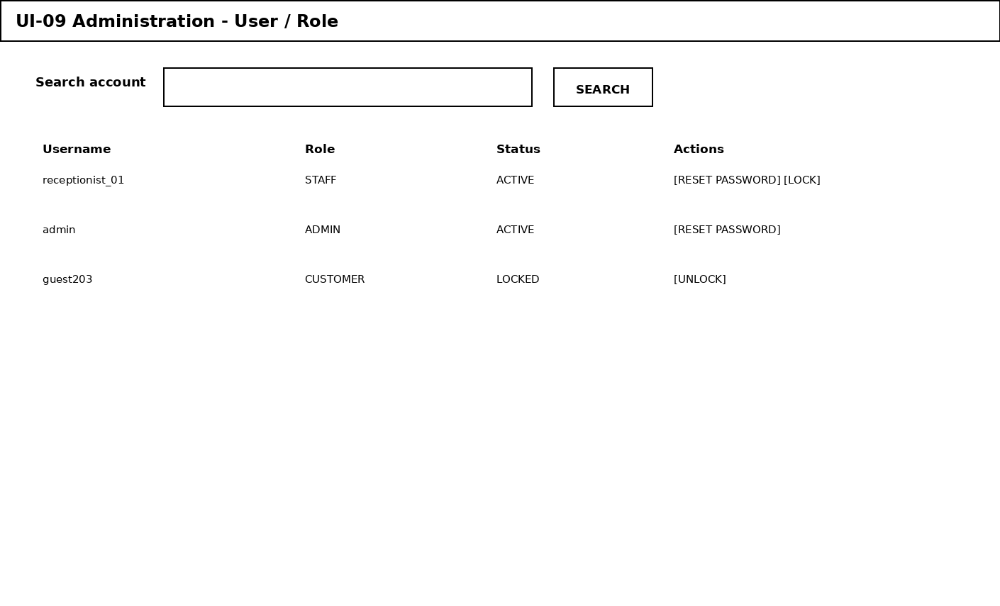 UI-09 Administration - User / Role
Search account SEARCH
Username Role Status Actions
receptionist_01 STAFF ACTIVE [RESET PASSWORD] [LOCK]
admin ADMIN ACTIVE [RESET PASSWORD]
guest203 CUSTOMER LOCKED [UNLOCK]